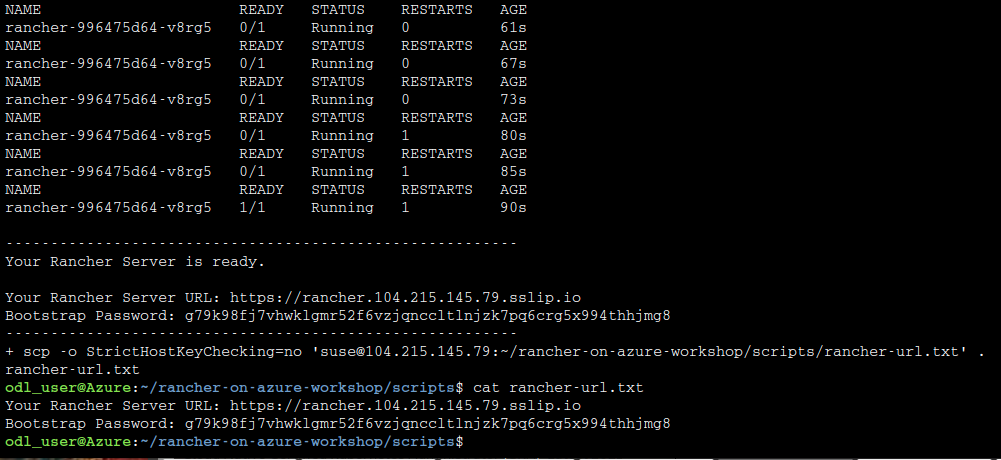 NAME READY STATUS RESTARTS AGE
rancher-996475d64-v8rg5 0/1 Running 0 61s
NAME READY STATUS RESTARTS AGE
rancher-996475d64-v8rg5 0/1 Running 0 67s
NAME READY STATUS RESTARTS AGE
rancher-996475d64-v8rg5 0/1 Running 0 73s
NAME READY STATUS RESTARTS AGE
rancher-996475d64-v8rg5 0/1 Running 1 80s
NAME READY STATUS RESTARTS AGE
rancher-996475d64-v8rg5 0/1 Running 1 85s
NAME READY STATUS RESTARTS AGE
rancher-996475d64-v8rg5 1/1 Running 1 90s
---------------------------------------------------------
Your Rancher Server is ready.
Your Rancher Server URL: https://rancher.104.215.145.79.sslip.io
Bootstrap Password: g79k98fj7vhwklgmr52f6vzjqnccltlnjzk7pq6crg5x994thhjmg8
---------------------------------------------------------
+ scp -o StrictHostKeyChecking=no 'suse@104.215.145.79:~/rancher-on-azure-workshop/scripts/rancher-url.txt' .
rancher-url.txt
odl_user@Azure:~/rancher-on-azure-workshop/scripts$ cat rancher-url.txt
Your Rancher Server URL: https://rancher.104.215.145.79.sslip.io
Bootstrap Password: g79k98fj7vhwklgmr52f6vzjqnccltlnjzk7pq6crg5x994thhjmg8
odl_user@Azure:~/rancher-on-azure-workshop/scripts$